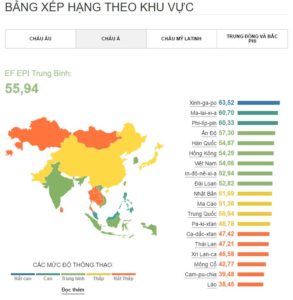 BẢNG XẾP HẠNG THEO KHU VỰC
CHÂU ÂU
CHÂU Á
CHÂU MỸ LATINH
TRUNG ĐÔNG VÀ BẮC
PHI
EF EPI Trung Bình:
55,94
Xinh-ga-po 63,52
Ma-lai-xi-a 60,70
Phi-líp-pin 60,33
Ấn Độ 57,30
Hàn Quốc 54,87
Hồng Kông 54,29
Việt Nam 54,06
In-đô-nê-xi-a 52,94
Đài Loan 52,82
Nhật Bản 51,69
Ma Cao 51,36
Trung Quốc 50,94
Pa-ki-xtan 48,78
Ca-dắc-xtan 47,42
Thái Lan 47,21
Xri Lan-ca 46,58
Mông Cổ 42,77
Cam-pu-chia 39,48
Lào 38,45
CÁC MỨC ĐỘ THÔNG THẠO:
Rất cao Cao Trung bình Thấp Rất Thấp
Đọc thêm